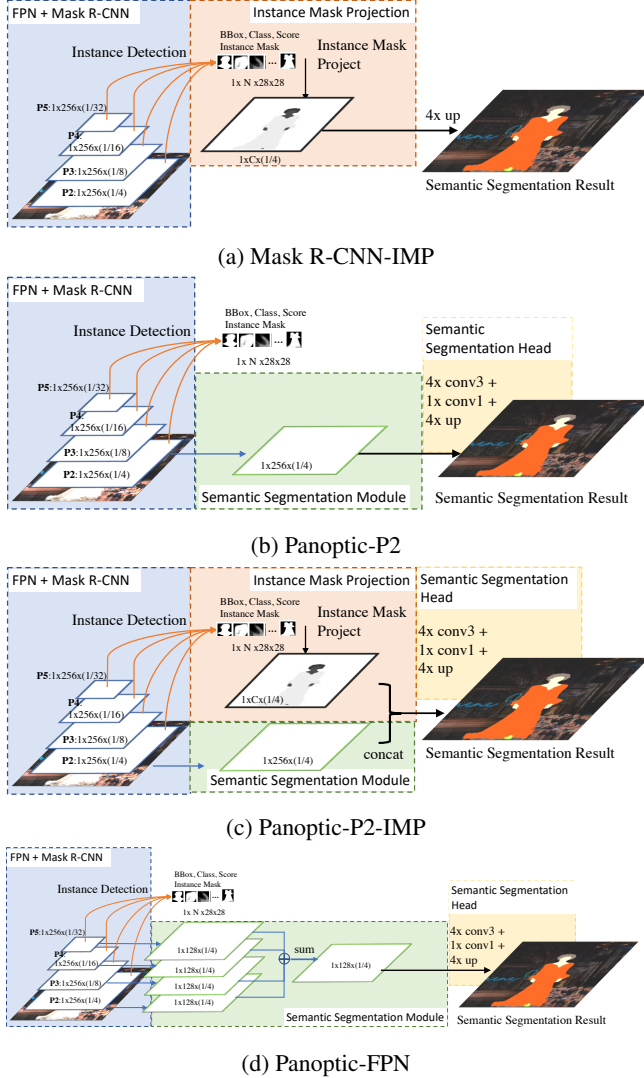 FPN + Mask R-CNN
Instance Mask Projection
Instance Detection
BBox, Class, Score
Instance Mask
...
1x N x28x28
Instance Mask
Project
P5:1x256x(1/32)
P4:
1x256x(1/16)
P3:1x256x(1/8)
P2:1x256x(1/4)
1xCx(1/4)
4x up
Semantic Segmentation Result
(a) Mask R-CNN-IMP
FPN + Mask R-CNN
Instance Detection
BBox, Class, Score
Instance Mask
...
1x N x28x28
P5:1x256x(1/32)
P4:
1x256x(1/16)
P3:1x256x(1/8)
P2:1x256x(1/4)
1x256x(1/4)
Semantic Segmentation Module
Semantic
Segmentation Head
4x conv3 +
1x conv1 +
4x up
Semantic Segmentation Result
(b) Panoptic-P2
FPN + Mask R-CNN
Instance Mask Projection
Semantic Segmentation
Head
Instance Detection
BBox, Class, Score
Instance Mask
...
1x N x28x28
Instance Mask
Project
P5:1x256x(1/32)
P4:
1x256x(1/16)
P3:1x256x(1/8)
P2:1x256x(1/4)
1xCx(1/4)
1x256x(1/4)
concat
Semantic Segmentation Module
4x conv3 +
1x conv1 +
4x up
Semantic Segmentation Result
(c) Panoptic-P2-IMP
FPN + Mask R-CNN
Instance Detection
BBox, Class, Score
Instance Mask
...
1x N x28x28
P5:1x256x(1/32)
P4:
1x256x(1/16)
P3:1x256x(1/8)
P2:1x256x(1/4)
1x128x(1/4)
1x128x(1/4)
1x128x(1/4)
1x128x(1/4)
sum
1x128x(1/4)
Semantic Segmentation Module
Semantic Segmentation
Head
4x conv3 +
1x conv1 +
4x up
Semantic Segmentation Result
(d) Panoptic-FPN